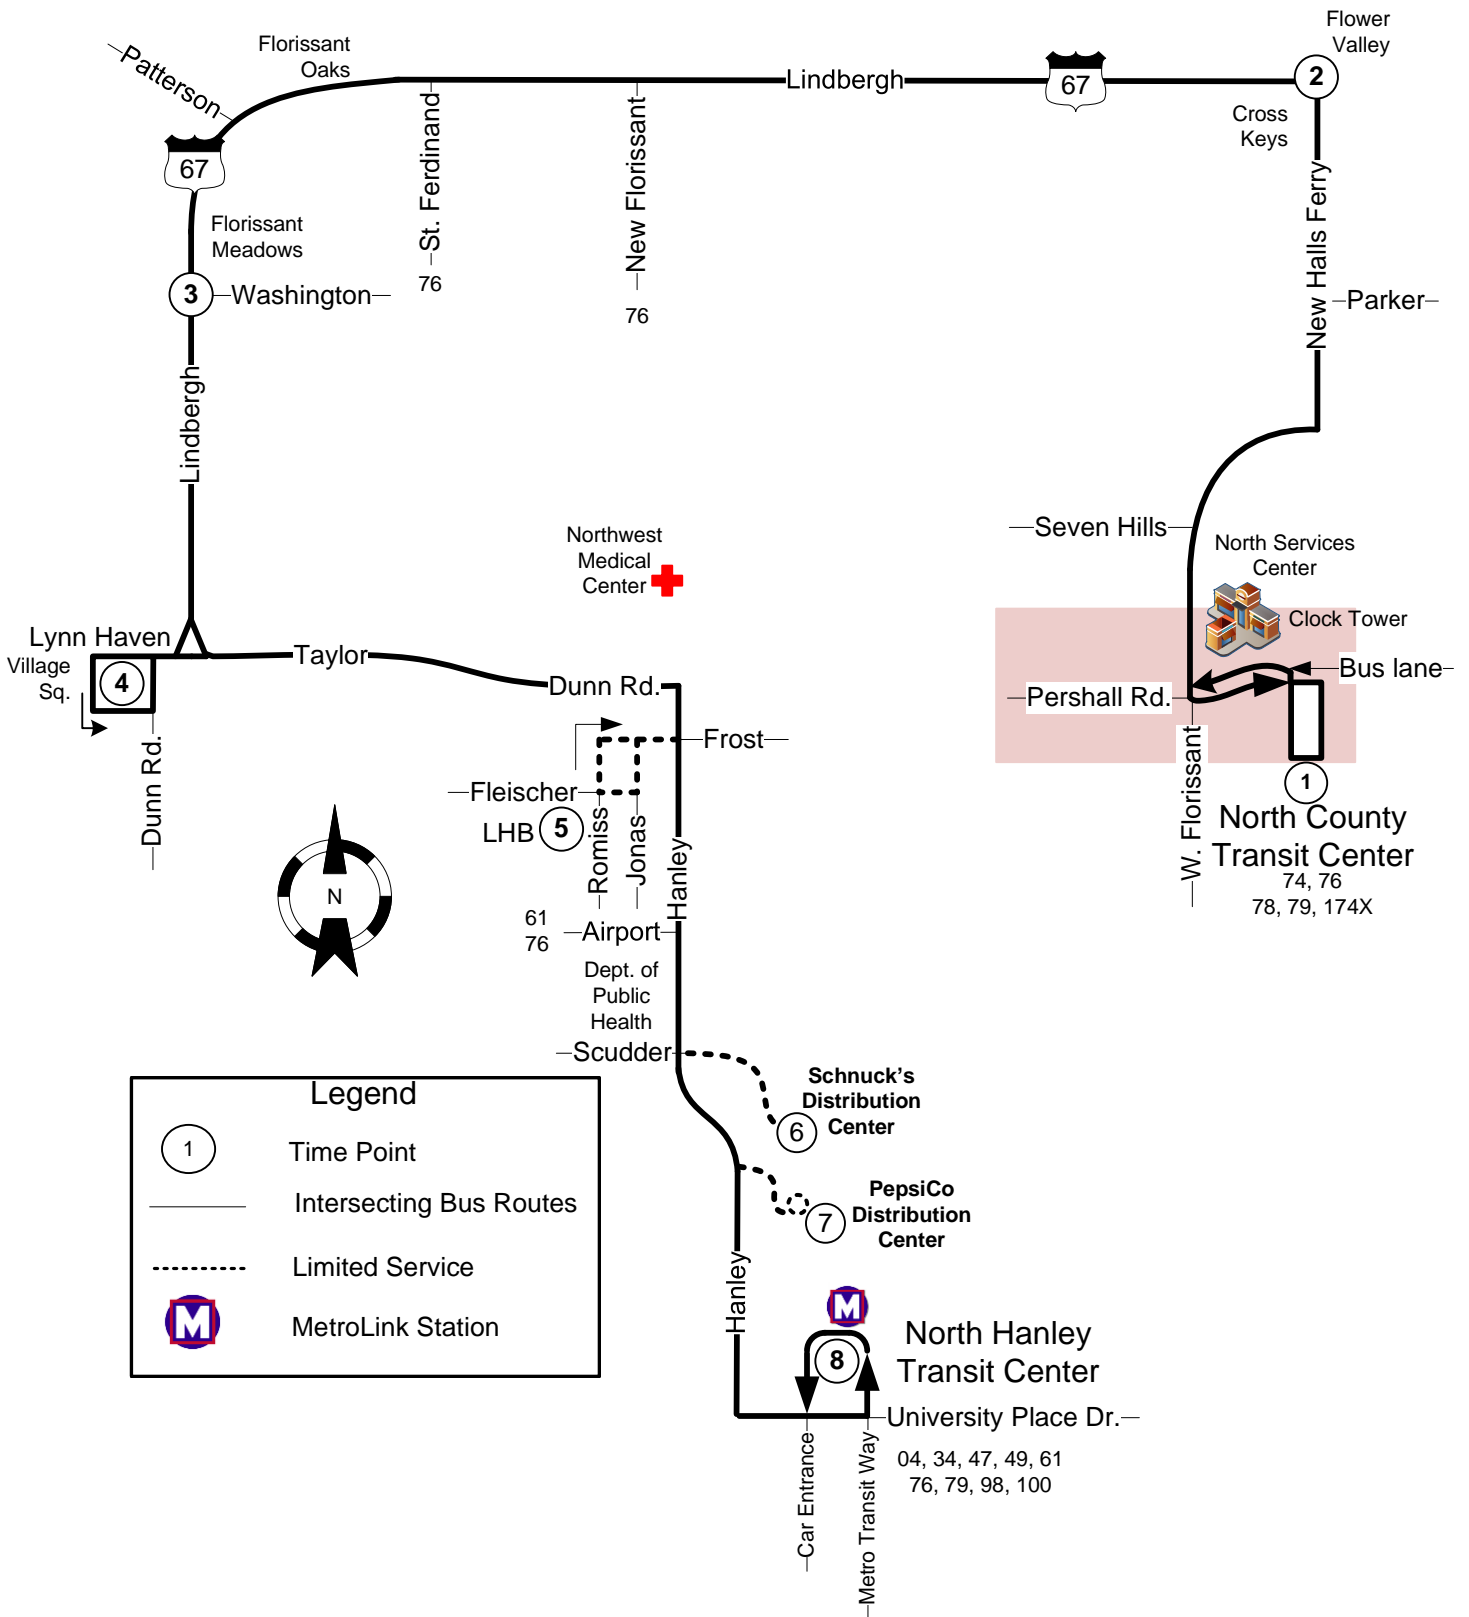 Flower
Valley
Florissant
Oaks
Patterson
Lindbergh
67
2
Cross
Keys
67
St. Ferdinand
76
New Florissant
76
New Halls Ferry
Florissant
Meadows
3
Washington
Parker
Lindbergh
Seven Hills
Northwest
Medical
Center
North Services
Center
Clock Tower
Bus lane
Pershall Rd.
W. Florissant
1
North County
Transit Center
74, 76
78, 79, 174X
Lynn Haven
Village
Sq.
4
Taylor
Dunn Rd.
Dunn Rd.
Frost
Fleischer
LHB
5
Romiss
Jonas
Hanley
N
61
76
Airport
Dept. of
Public
Health
Scudder
Schnuck's
Distribution
Center
6
PepsiCo
Distribution
Center
7
Hanley
M
8
North Hanley
Transit Center
University Place Dr.
04, 34, 47, 49, 61
76, 79, 98, 100
Car Entrance
Metro Transit Way
Legend
1
Time Point
Intersecting Bus Routes
Limited Service
M
MetroLink Station